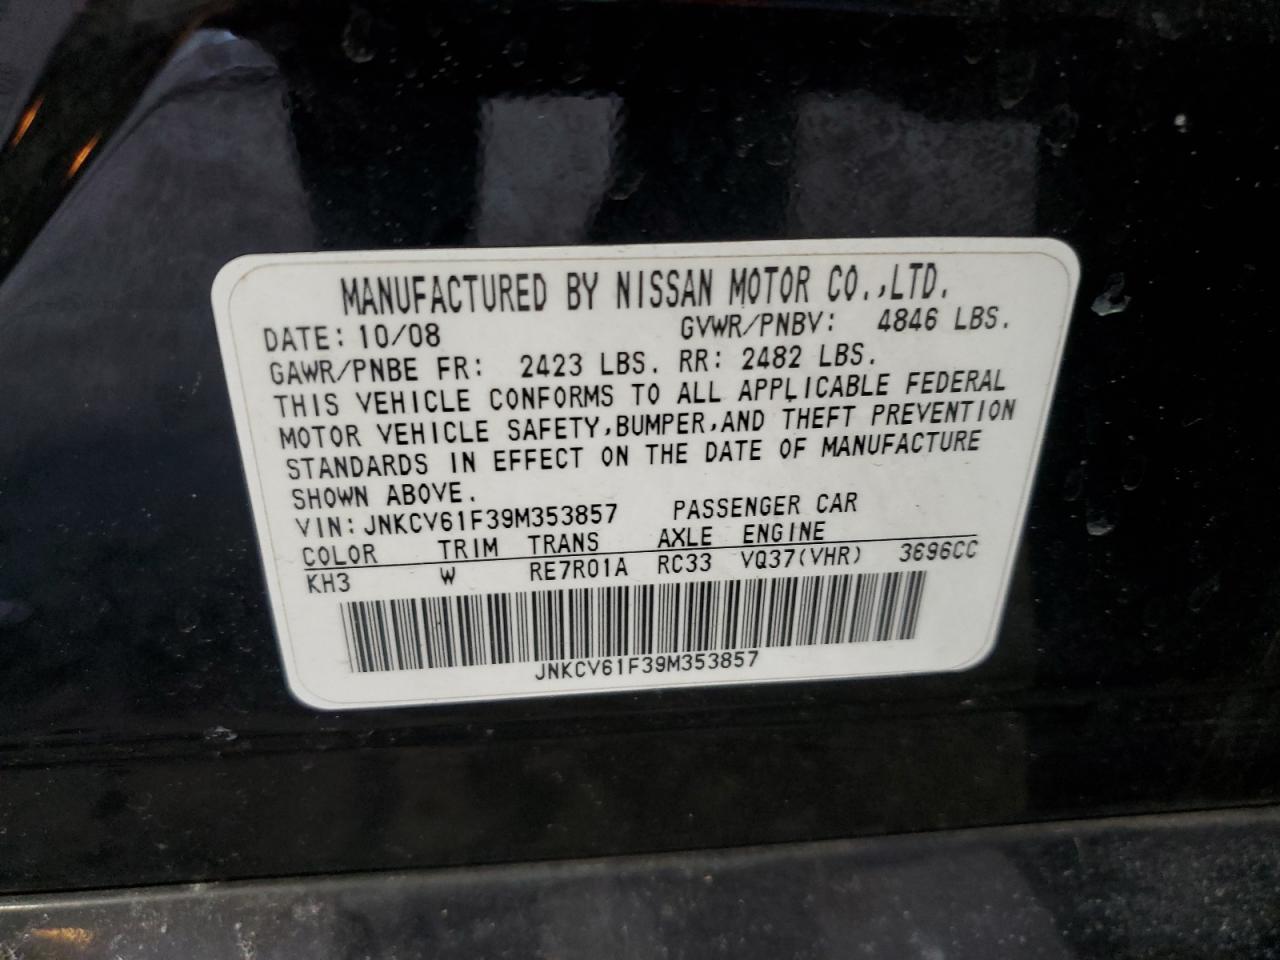 MANUFACTURED BY NISSAN MOTOR CO.,LTD.
DATE: 10/08 GVWR/PNBV: 4846 LBS.
GAWR/PNBE FR: 2423 LBS. RR: 2482 LBS.
THIS VEHICLE CONFORMS TO ALL APPLICABLE FEDERAL
MOTOR VEHICLE SAFETY,BUMPER,AND THEFT PREVENTION
STANDARDS IN EFFECT ON THE DATE OF MANUFACTURE
SHOWN ABOVE.
VIN: JNKCV61F39M353857 PASSENGER CAR
COLOR TRIM TRANS AXLE ENGINE
KH3 W RE7R01A RC33 VQ37(VHR) 3696CC
JNKCV61F39M353857